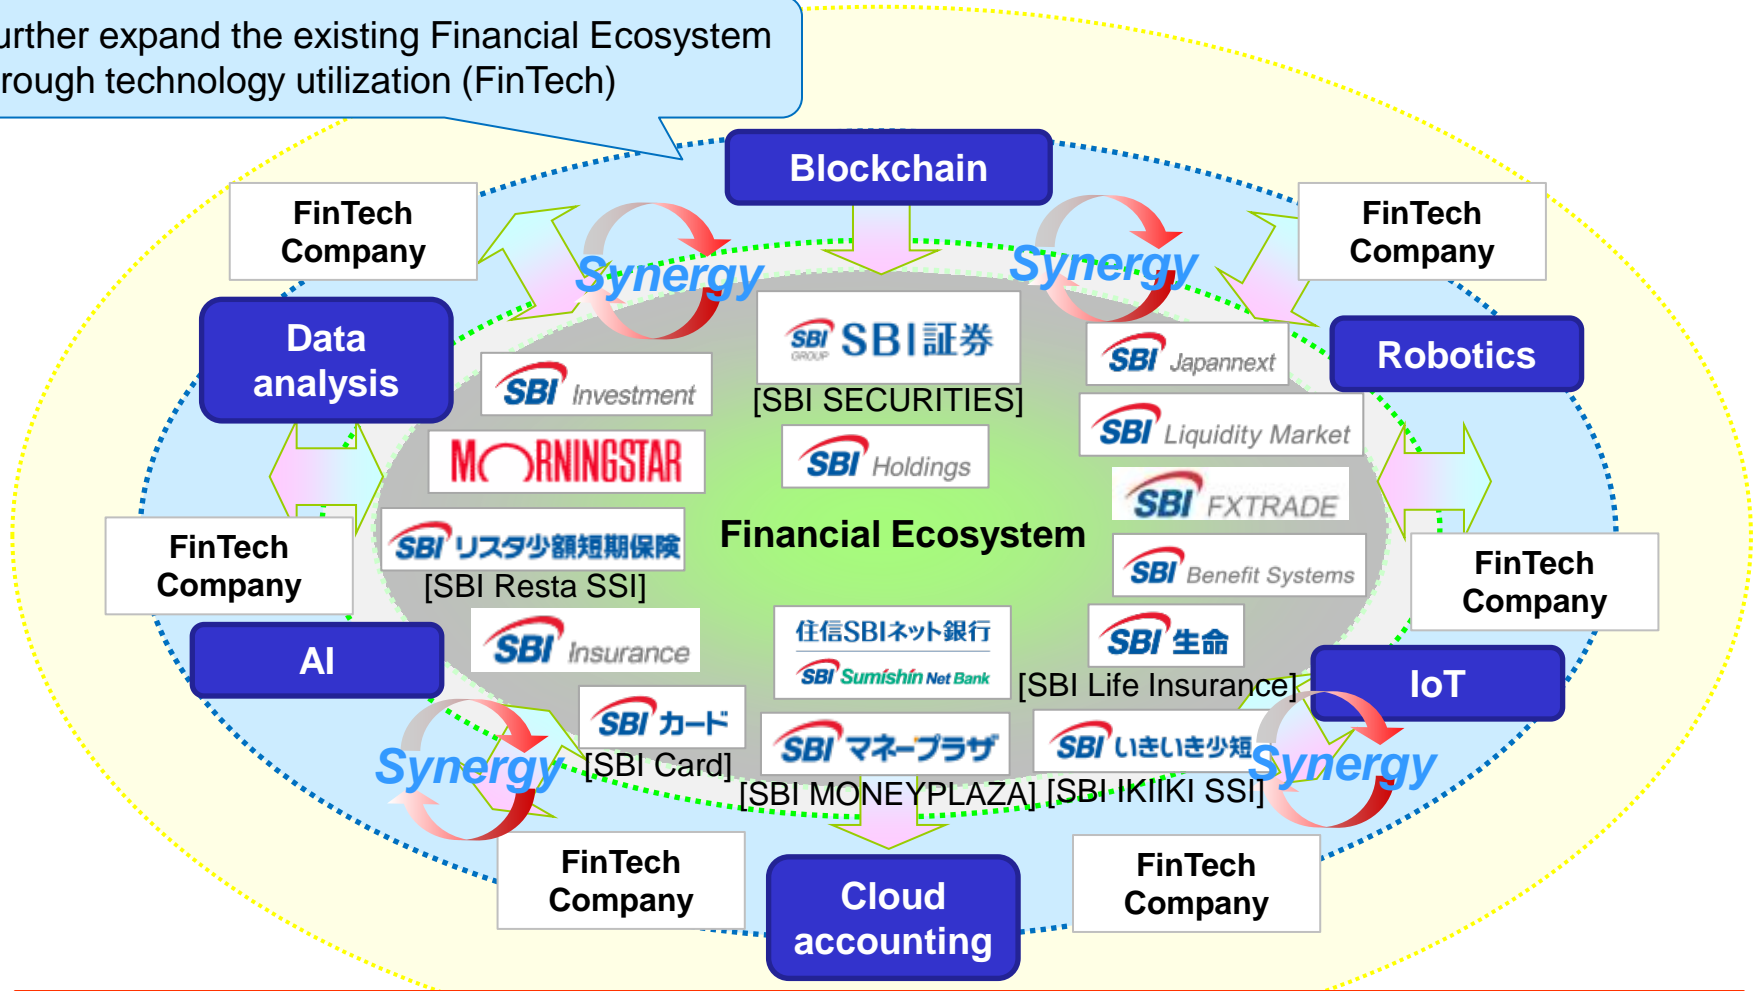 urther expand the existing Financial Ecosystem
rough technology utilization (FinTech)
Blockchain
FinTech
Company
FinTech
Company
Synergy
Synergy
Data
analysis
Robotics
SBI
GROUP
SBI証券
[SBI SECURITIES]
SBI Japannext
SBI Investment
SBI Liquidity Market
MORNINGSTAR
SBI Holdings
SBI FXTRADE
Financial Ecosystem
SBI リスタ少額短期保険
[SBI Resta SSI]
FinTech
Company
FinTech
Company
SBI Benefit Systems
SBI Insurance
住信SBIネット銀行
SBI Sumishin Net Bank
SBI 生命
[SBI Life Insurance]
AI
IoT
SBI カード
[SBI Card]
SBI マネープラザ
[SBI MONEYPLAZA]
SBI いきいき少短
[SBI IKIIKI SSI]
Synergy
Synergy
FinTech
Company
Cloud
accounting
FinTech
Company